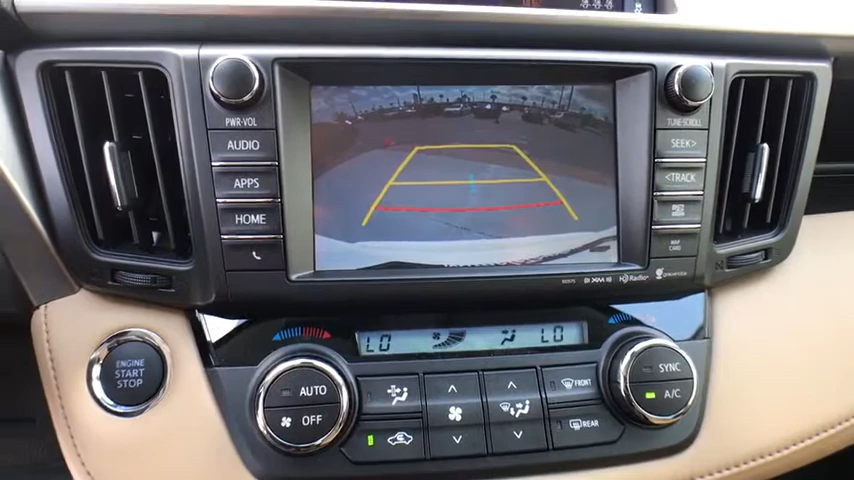 PWR·VOL
AUDIO
APPS
HOME
TUNE·SCROLL
SEEK>
<TRACK
MAP
CARD
((SiriusXM))
HD Radio
LO
LO
ENGINE
START
STOP
AUTO
OFF
FRONT
REAR
SYNC
A/C